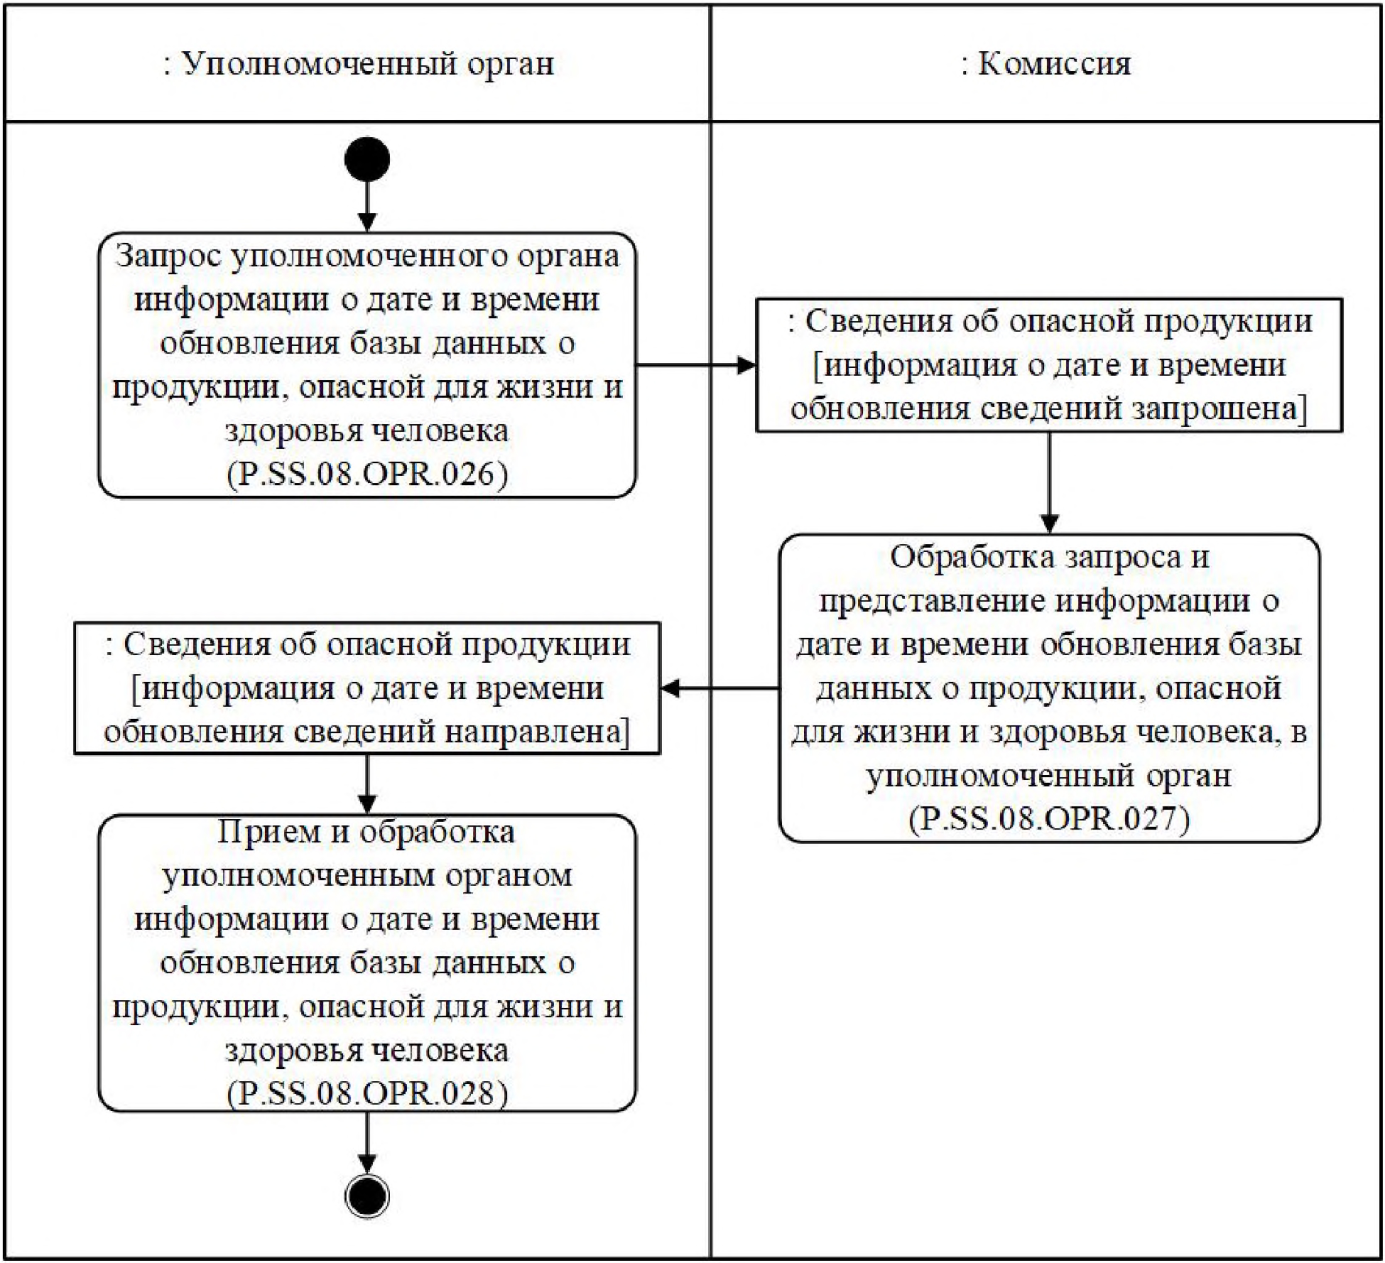 : Уполномоченный орган
: Комиссия
Запрос уполномоченного органа
информации о дате и времени
обновления базы данных о
продукции, опасной для жизни и
здоровья человека
(P.SS.08.OPR.026)
: Сведения об опасной продукции
[информация о дате и времени
обновления сведений запрошена]
Обработка запроса и
представление информации о
дате и времени обновления базы
данных о продукции, опасной
для жизни и здоровья человека, в
уполномоченный орган
(P.SS.08.OPR.027)
: Сведения об опасной продукции
[информация о дате и времени
обновления сведений направлена]
Прием и обработка
уполномоченным органом
информации о дате и времени
обновления базы данных о
продукции, опасной для жизни и
здоровья человека
(P.SS.08.OPR.028)